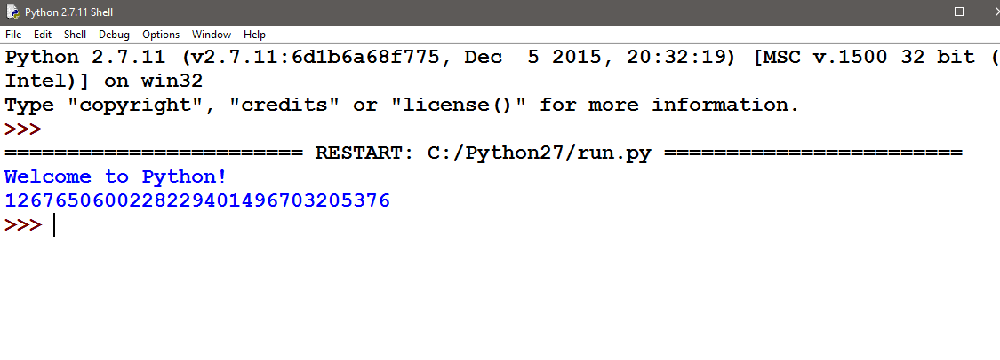 Python 2.7.11 Shell
File Edit Shell Debug Options Window Help
Python 2.7.11 (v2.7.11:6d1b6a68f775, Dec  5 2015, 20:32:19) [MSC v.1500 32 bit (
Intel)] on win32
Type "copyright", "credits" or "license()" for more information.
>>>
======================== RESTART: C:/Python27/run.py ========================
Welcome to Python!
1267650600228229401496703205376
>>>